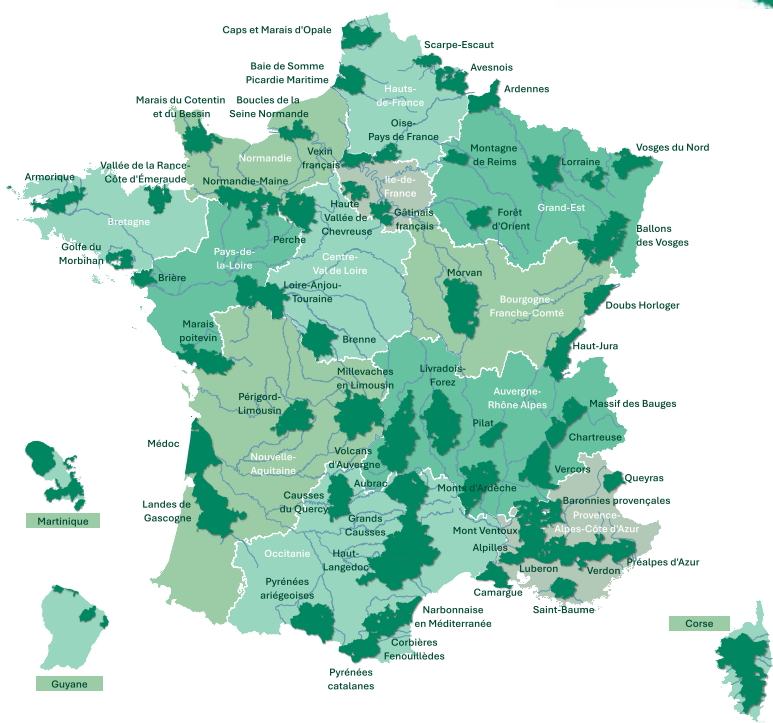 Caps et Marais d'Opale
Scarpe-Escaut
Baie de Somme
Picardie Maritime
Avesnois
Hauts-
de-France
Ardennes
Marais du Cotentin
et du Bessin
Boucles de la
Seine Normande
Oise-
Pays de France
Montagne
de Reims
Lorraine
Vosges du Nord
Vexin
français
Normandie
Vallée de la Rance-
Côte d'Émeraude
Armorique
Normandie-Maine
Ile-de-
France
Haute
Vallée de
Chevreuse
Gâtinais
français
Forêt
d'Orient
Grand-Est
Ballons
des Vosges
Bretagne
Golfe du
Morbihan
Perche
Pays-de-
la-Loire
Centre-
Val de Loire
Brière
Loire-Anjou-
Touraine
Morvan
Bourgogne-
Franche-Comté
Doubs Horloger
Marais
poitevin
Brenne
Haut-Jura
Millevaches
en Limousin
Livradois-
Forez
Auvergne-
Rhône Alpes
Massif des Bauges
Périgord-
Limousin
Pilat
Chartreuse
Médoc
Nouvelle-
Aquitaine
Volcans
d'Auvergne
Vercors
Queyras
Aubrac
Monts d'Ardèche
Baronnies provençales
Landes de
Gascogne
Causses
du Quercy
Grands
Causses
Provence-
Alpes-Côte d'Azur
Mont Ventoux
Martinique
Occitanie
Haut-
Langedoc
Alpilles
Luberon
Verdon
Préalpes d'Azur
Pyrénées
ariégeoises
Camargue
Saint-Baume
Narbonnaise
en Méditerranée
Corbières
Fenouillèdes
Pyrénées
catalanes
Corse
Guyane